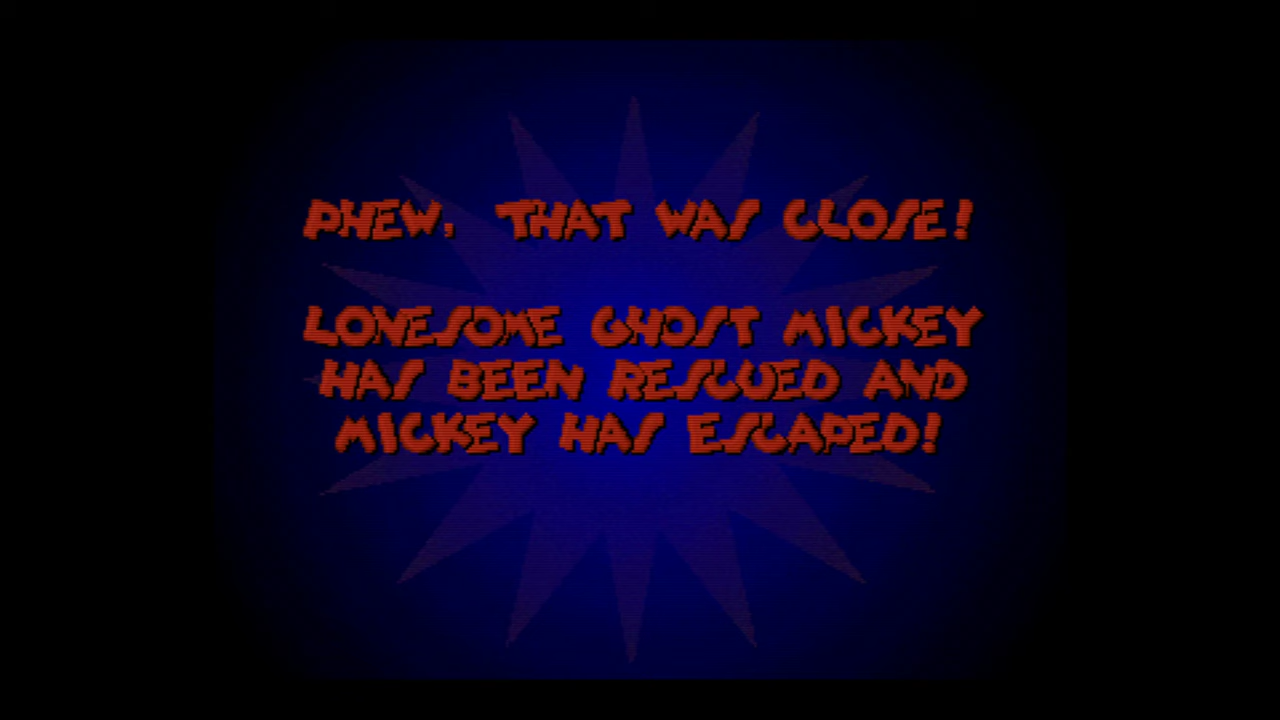 PHEW, THAT WAS CLOSE!
LONESOME GHOST MICKEY
HAS BEEN RESCUED AND
MICKEY HAS ESCAPED!